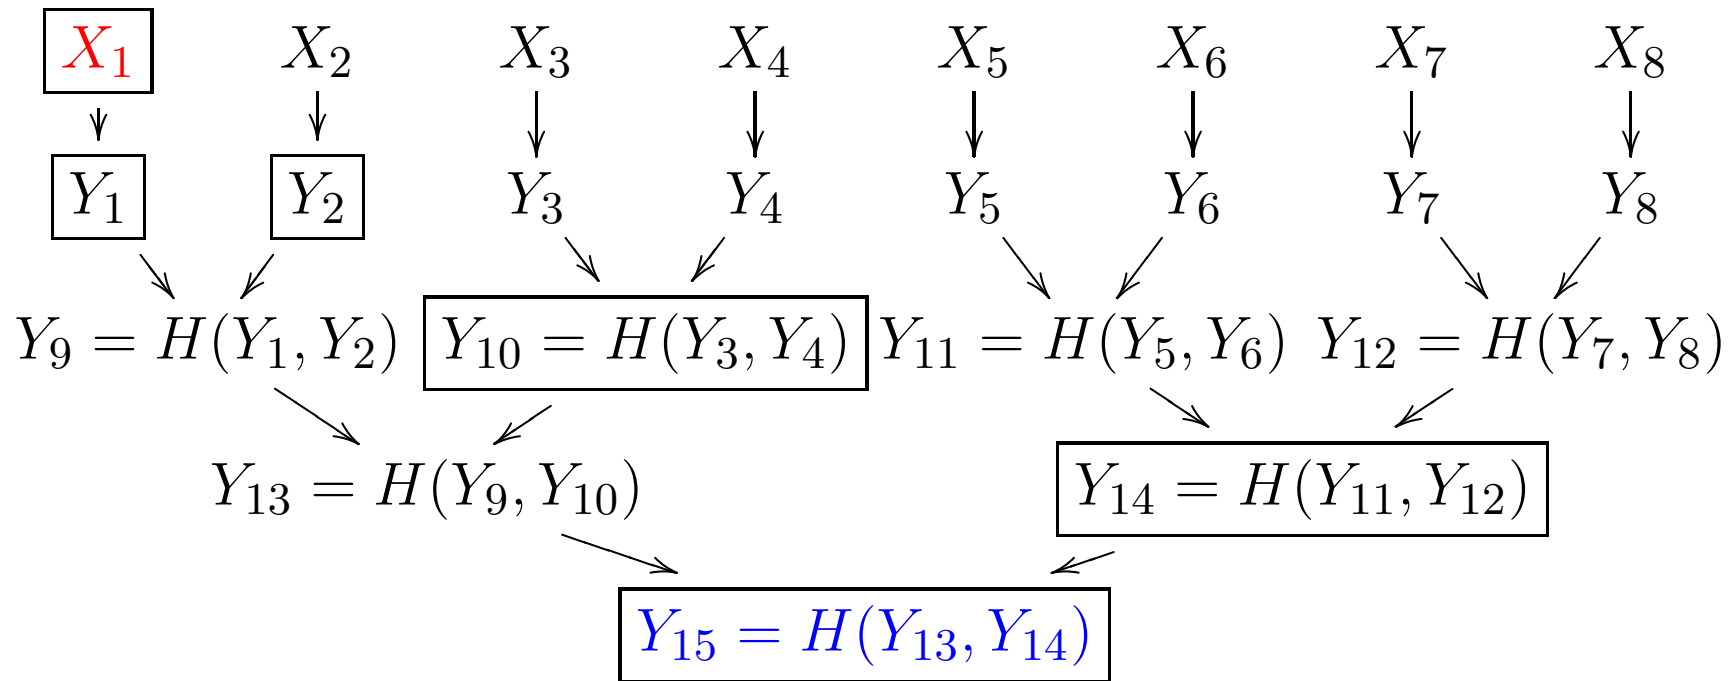 X₁ X₂ X₃ X₄ X₅ X₆ X₇ X₈
Y₁ Y₂ Y₃ Y₄ Y₅ Y₆ Y₇ Y₈
Y₉ = H(Y₁, Y₂) Y₁₀ = H(Y₃, Y₄) Y₁₁ = H(Y₅, Y₆) Y₁₂ = H(Y₇, Y₈)
Y₁₃ = H(Y₉, Y₁₀) Y₁₄ = H(Y₁₁, Y₁₂)
Y₁₅ = H(Y₁₃, Y₁₄)